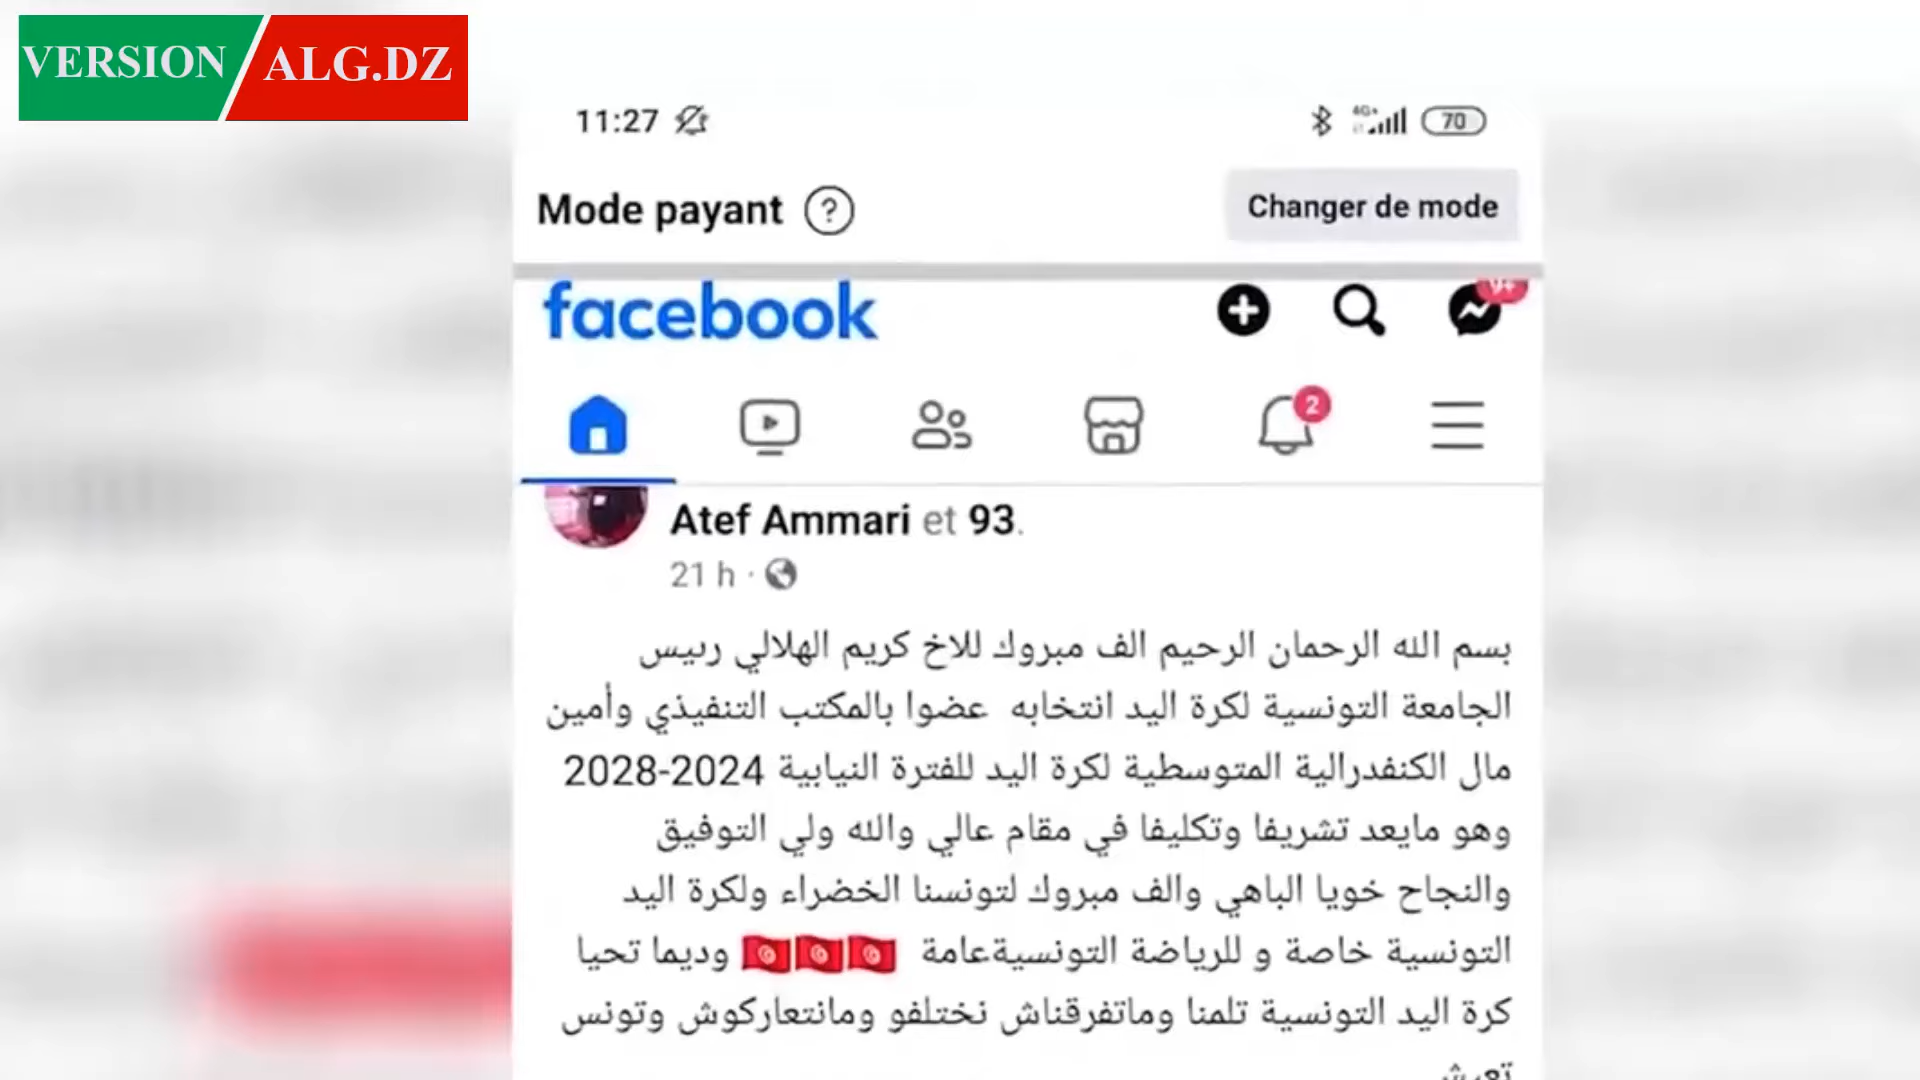 VERSION ALG.DZ
11:27
4G+ 70
Mode payant ?
Changer de mode
facebook
9+
2
Atef Ammari et 93.
21 h ·
بسم الله الرحمان الرحيم الف مبروك للاخ كريم الهلالي رىيس
الجامعة التونسية لكرة اليد انتخابه عضوا بالمكتب التنفيذي وأمين
مال الكنفدرالية المتوسطية لكرة اليد للفترة النيابية 2024-2028
وهو مايعد تشريفا وتكليفا في مقام عالي والله ولي التوفيق
والنجاح خويا الباهي والف مبروك لتونسنا الخضراء ولكرة اليد
التونسية خاصة و للرياضة التونسيةعامة 🇹🇳🇹🇳🇹🇳 وديما تحيا
كرة اليد التونسية تلمنا وماتفرقناش نختلفو ومانتعاركوش وتونس